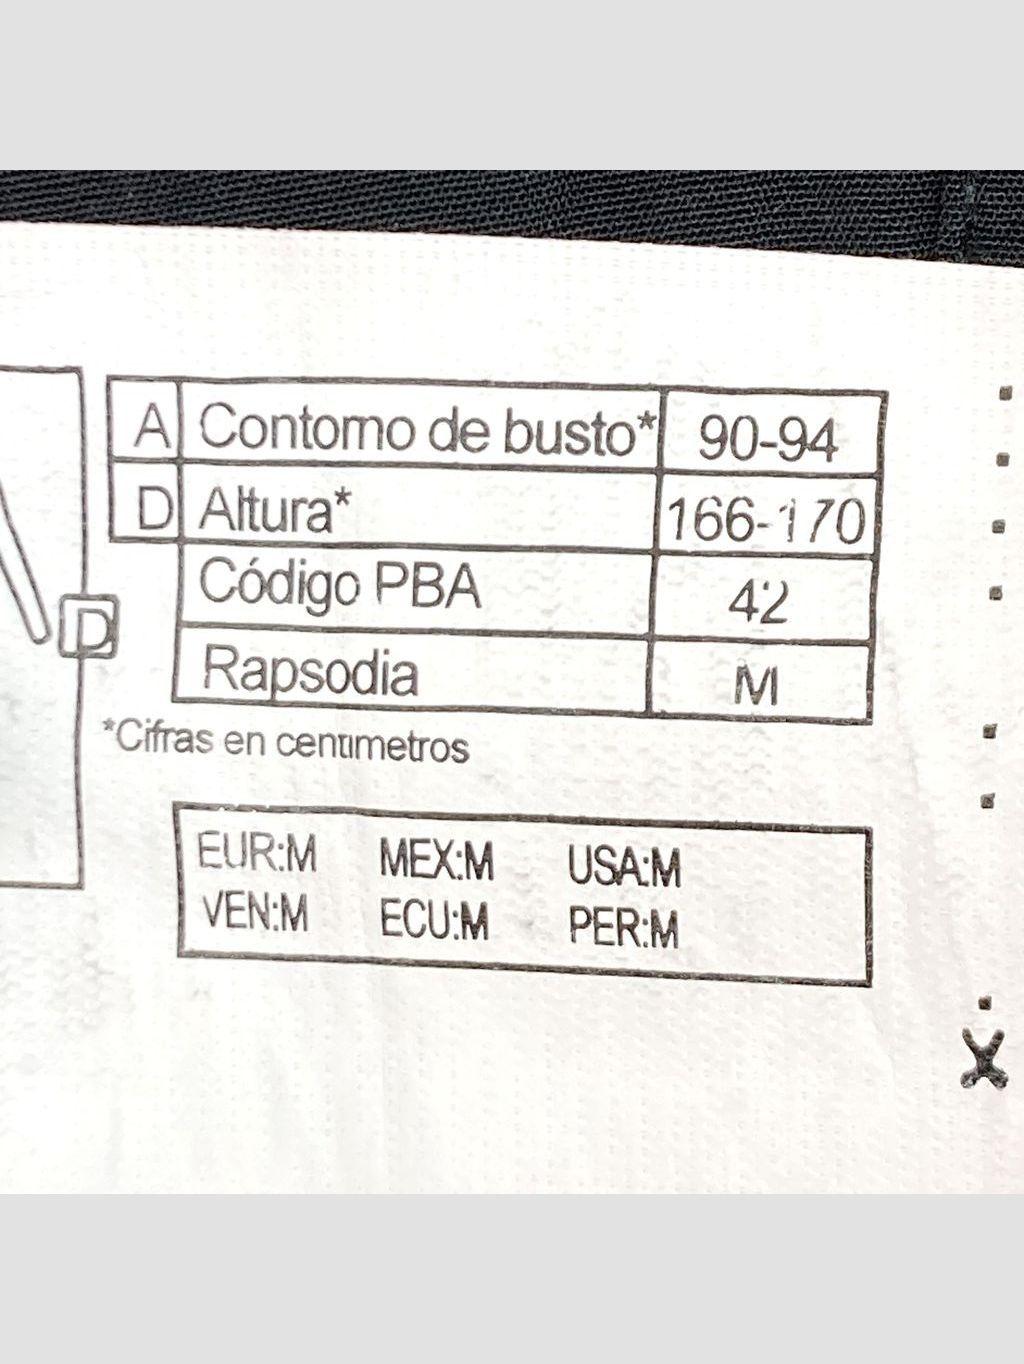 A Contorno de busto* 90-94
D Altura* 166-170
Código PBA 42
D
Rapsodia M
*Cifras en centimetros
EUR:M MEX:M USA:M
VEN:M ECU:M PER:M
X